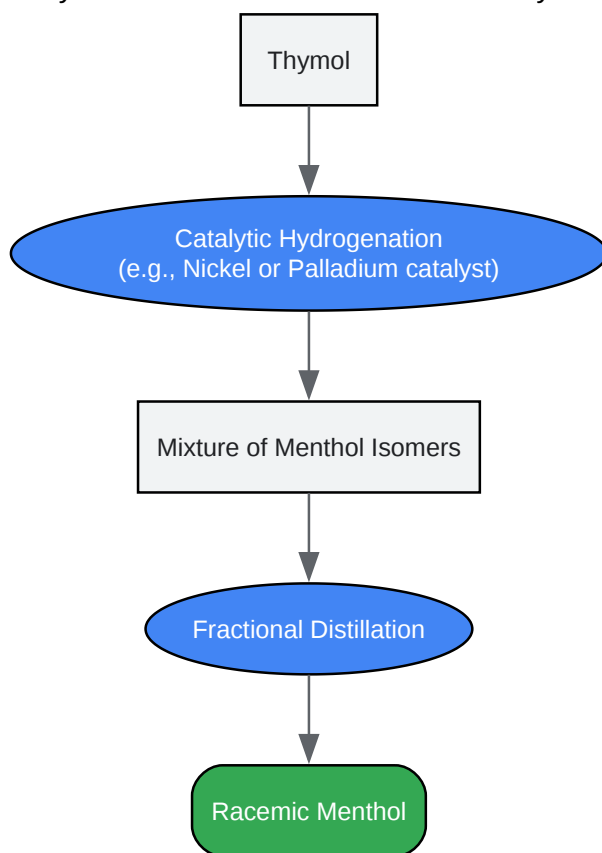 Thymol
Catalytic Hydrogenation
(e.g., Nickel or Palladium catalyst)
Mixture of Menthol Isomers
Fractional Distillation
Racemic Menthol